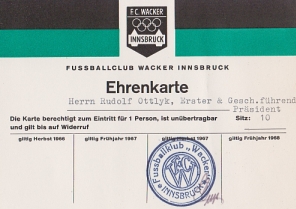 F.C. WACKER
INNSBRUCK
FUSSBALLCLUB WACKER INNSBRUCK
Ehrenkarte
Herrn Rudolf Ottlyk, Erster & Gesch.führend
Präsident
Die Karte berechtigt zum Eintritt für 1 Person, ist unübertragbar
und gilt bis auf Widerruf
Sitz: 10
gültig Herbst 1966
gültig Frühjahr 1967
gültig Herbst 1967
gültig Frühjahr 1968
Fussballklub „Wacker“
INNSBRUCK